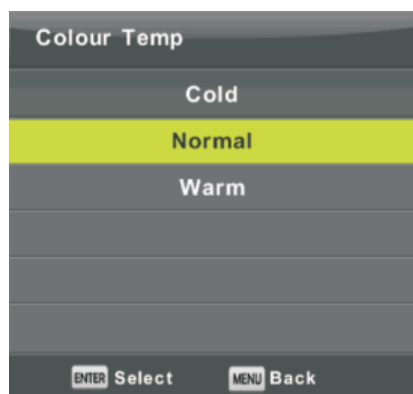 Colour Temp
Cold
Normal
Warm
ENTER Select MENU Back